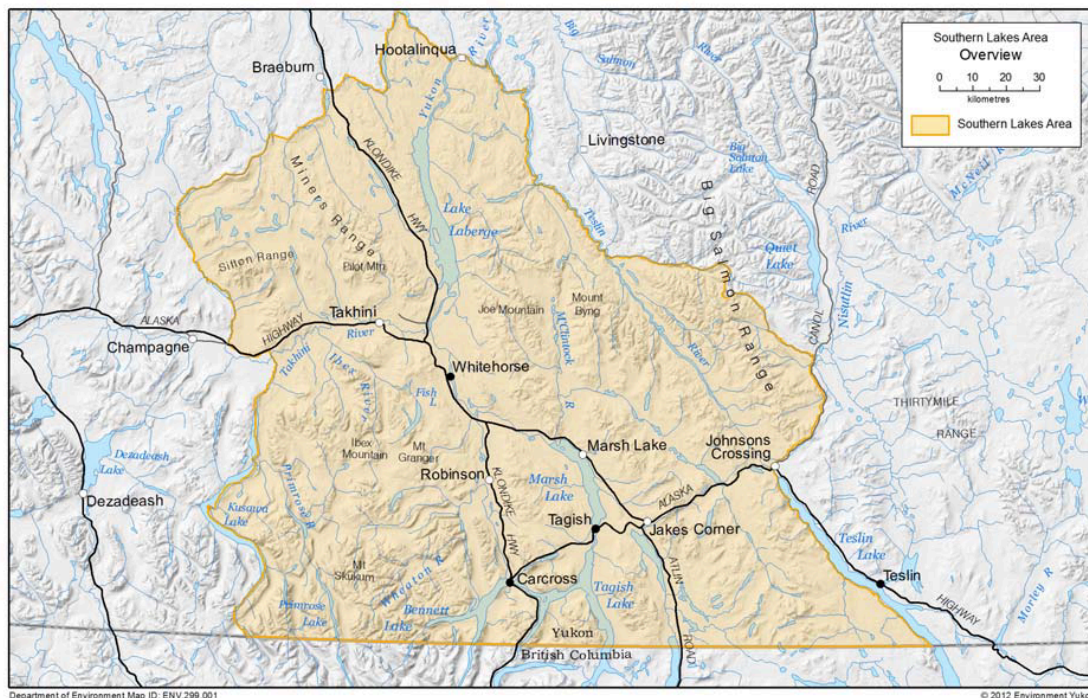 Southern Lakes Area
Overview
0 10 20 30
kilometres
Southern Lakes Area
Hootalinqua
Yukon
River
Braeburn
KLONDIKE
HWY
Big
Salmon
River
Livingstone
Big Salmon Lake
ROAD
McNeil R
Miners Range
Lake
Laberge
Teslin
Big Salmon Range
Quiet
Lake
River
Sifton Range
Pilot Mtn
Nisutlin
Joe Mountain
Mount
Byng
M'Clintock
R
Takhini
ALASKA
HIGHWAY
River
CANOL
Champagne
Takhini
Ibex River
River
Whitehorse
Fish L
THIRTYMILE
RANGE
Ibex
Mountain
Mt
Granger
Marsh Lake
Johnsons
Crossing
Dezadeash
Lake
Robinson
Primrose R
KLONDIKE
HWY
Marsh
Lake
ALASKA
Dezadeash
Kusawa
Lake
Tagish
Jakes Corner
Teslin
Lake
Mt
Skukum
Wheaton R
Carcross
Teslin
Tagish
Lake
ATLIN
ROAD
HIGHWAY
Morley R
Primrose
Lake
Bennett
Lake
Yukon
British Columbia
Department of Environment Map ID: ENV.299.001